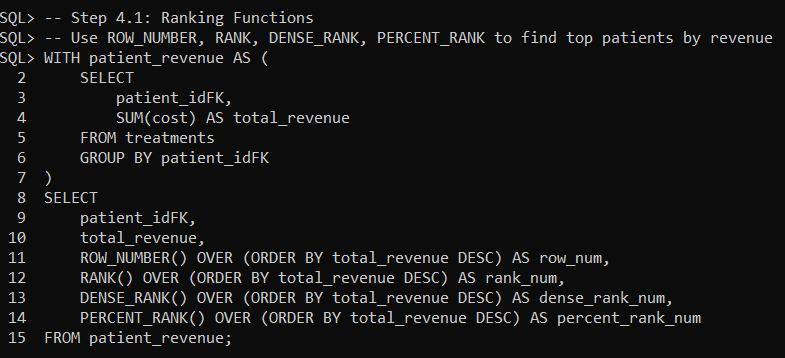 SQL> -- Step 4.1: Ranking Functions
SQL> -- Use ROW_NUMBER, RANK, DENSE_RANK, PERCENT_RANK to find top patients by revenue
SQL> WITH patient_revenue AS (
  2      SELECT
  3          patient_idFK,
  4          SUM(cost) AS total_revenue
  5      FROM treatments
  6      GROUP BY patient_idFK
  7  )
  8  SELECT
  9      patient_idFK,
 10      total_revenue,
 11      ROW_NUMBER() OVER (ORDER BY total_revenue DESC) AS row_num,
 12      RANK() OVER (ORDER BY total_revenue DESC) AS rank_num,
 13      DENSE_RANK() OVER (ORDER BY total_revenue DESC) AS dense_rank_num,
 14      PERCENT_RANK() OVER (ORDER BY total_revenue DESC) AS percent_rank_num
 15  FROM patient_revenue;